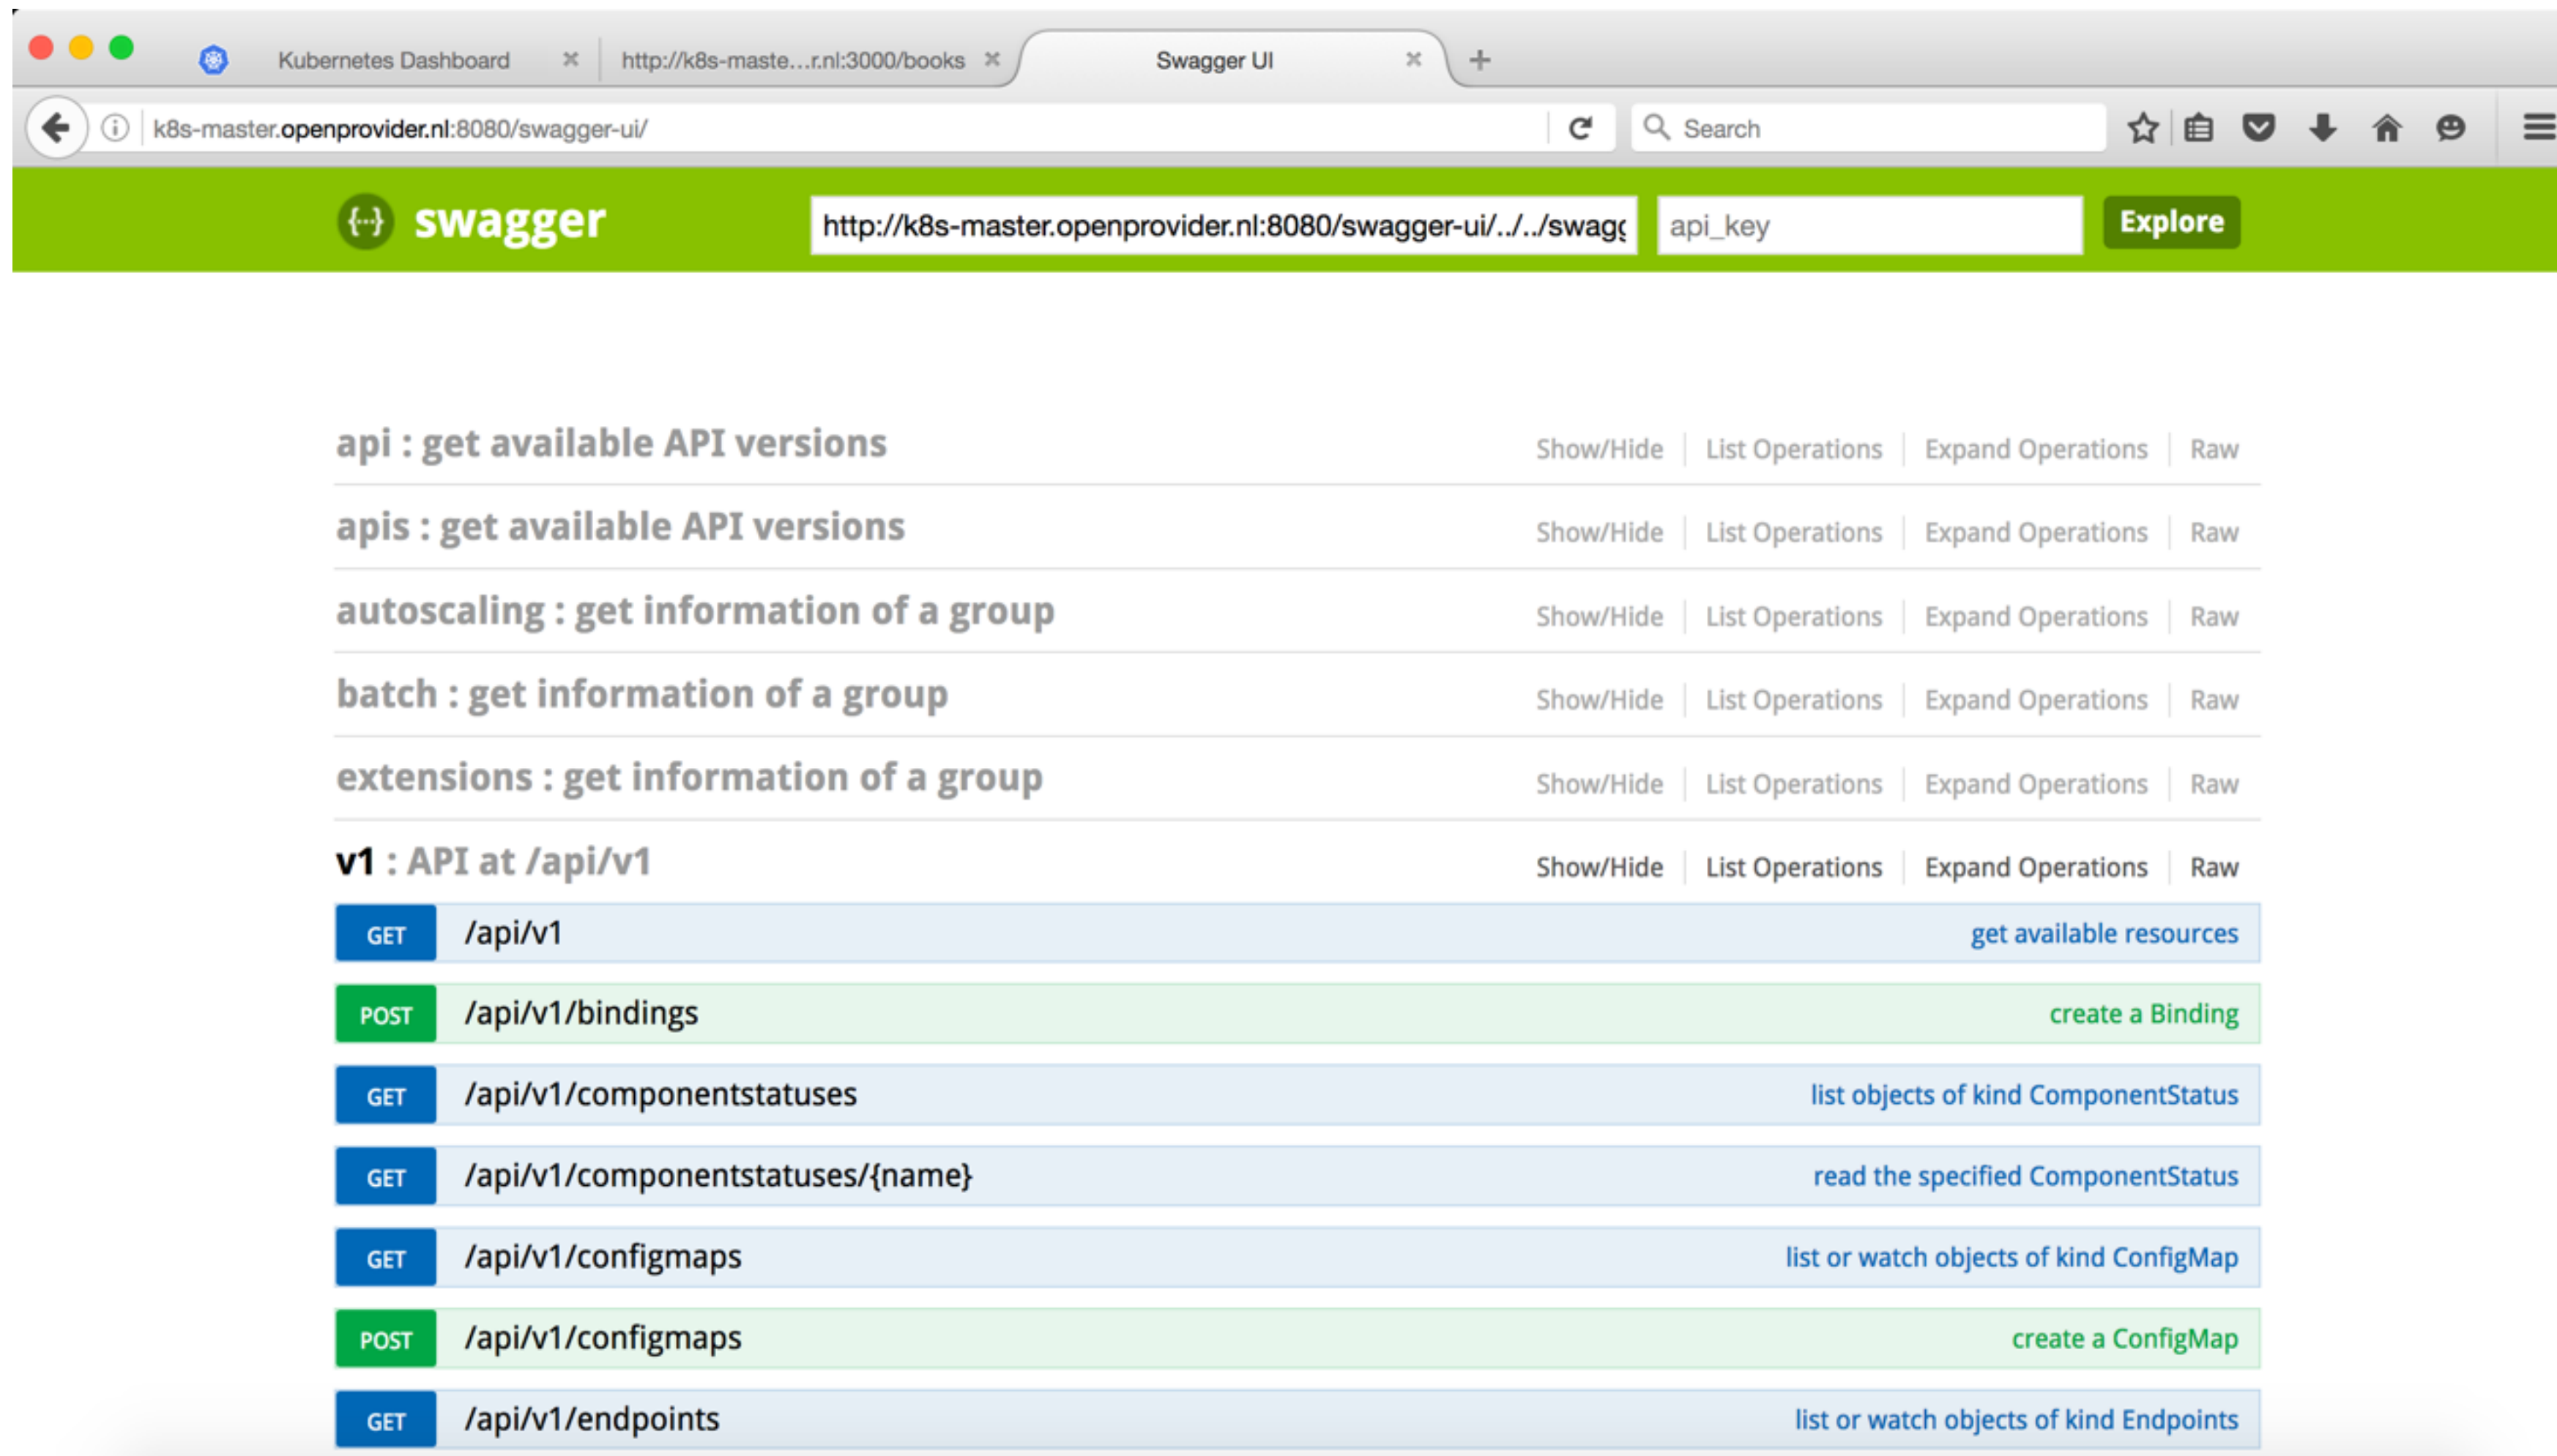 Kubernetes Dashboard
http://k8s-maste...r.nl:3000/books
Swagger UI
k8s-master.openprovider.nl:8080/swagger-ui/
Search
{···} swagger
http://k8s-master.openprovider.nl:8080/swagger-ui/../../swagg
api_key
Explore
api : get available API versions Show/Hide List Operations Expand Operations Raw
apis : get available API versions Show/Hide List Operations Expand Operations Raw
autoscaling : get information of a group Show/Hide List Operations Expand Operations Raw
batch : get information of a group Show/Hide List Operations Expand Operations Raw
extensions : get information of a group Show/Hide List Operations Expand Operations Raw
v1 : API at /api/v1 Show/Hide List Operations Expand Operations Raw
GET /api/v1 get available resources
POST /api/v1/bindings create a Binding
GET /api/v1/componentstatuses list objects of kind ComponentStatus
GET /api/v1/componentstatuses/{name} read the specified ComponentStatus
GET /api/v1/configmaps list or watch objects of kind ConfigMap
POST /api/v1/configmaps create a ConfigMap
GET /api/v1/endpoints list or watch objects of kind Endpoints